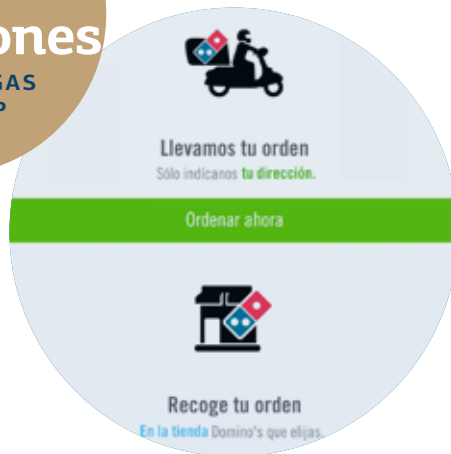 ones
GAS
P
Llevamos tu orden
Sólo indícanos tu dirección.
Ordenar ahora
Recoge tu orden
En la tienda Domino's que elijas.